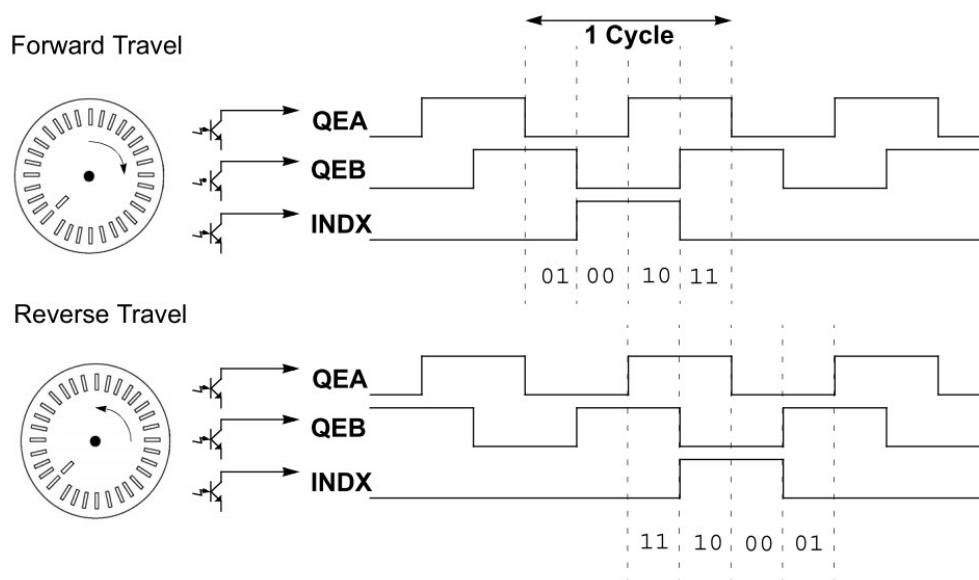 1 Cycle
Forward Travel
QEA
QEB
INDX
01 00 10 11
Reverse Travel
QEA
QEB
INDX
11 10 00 01